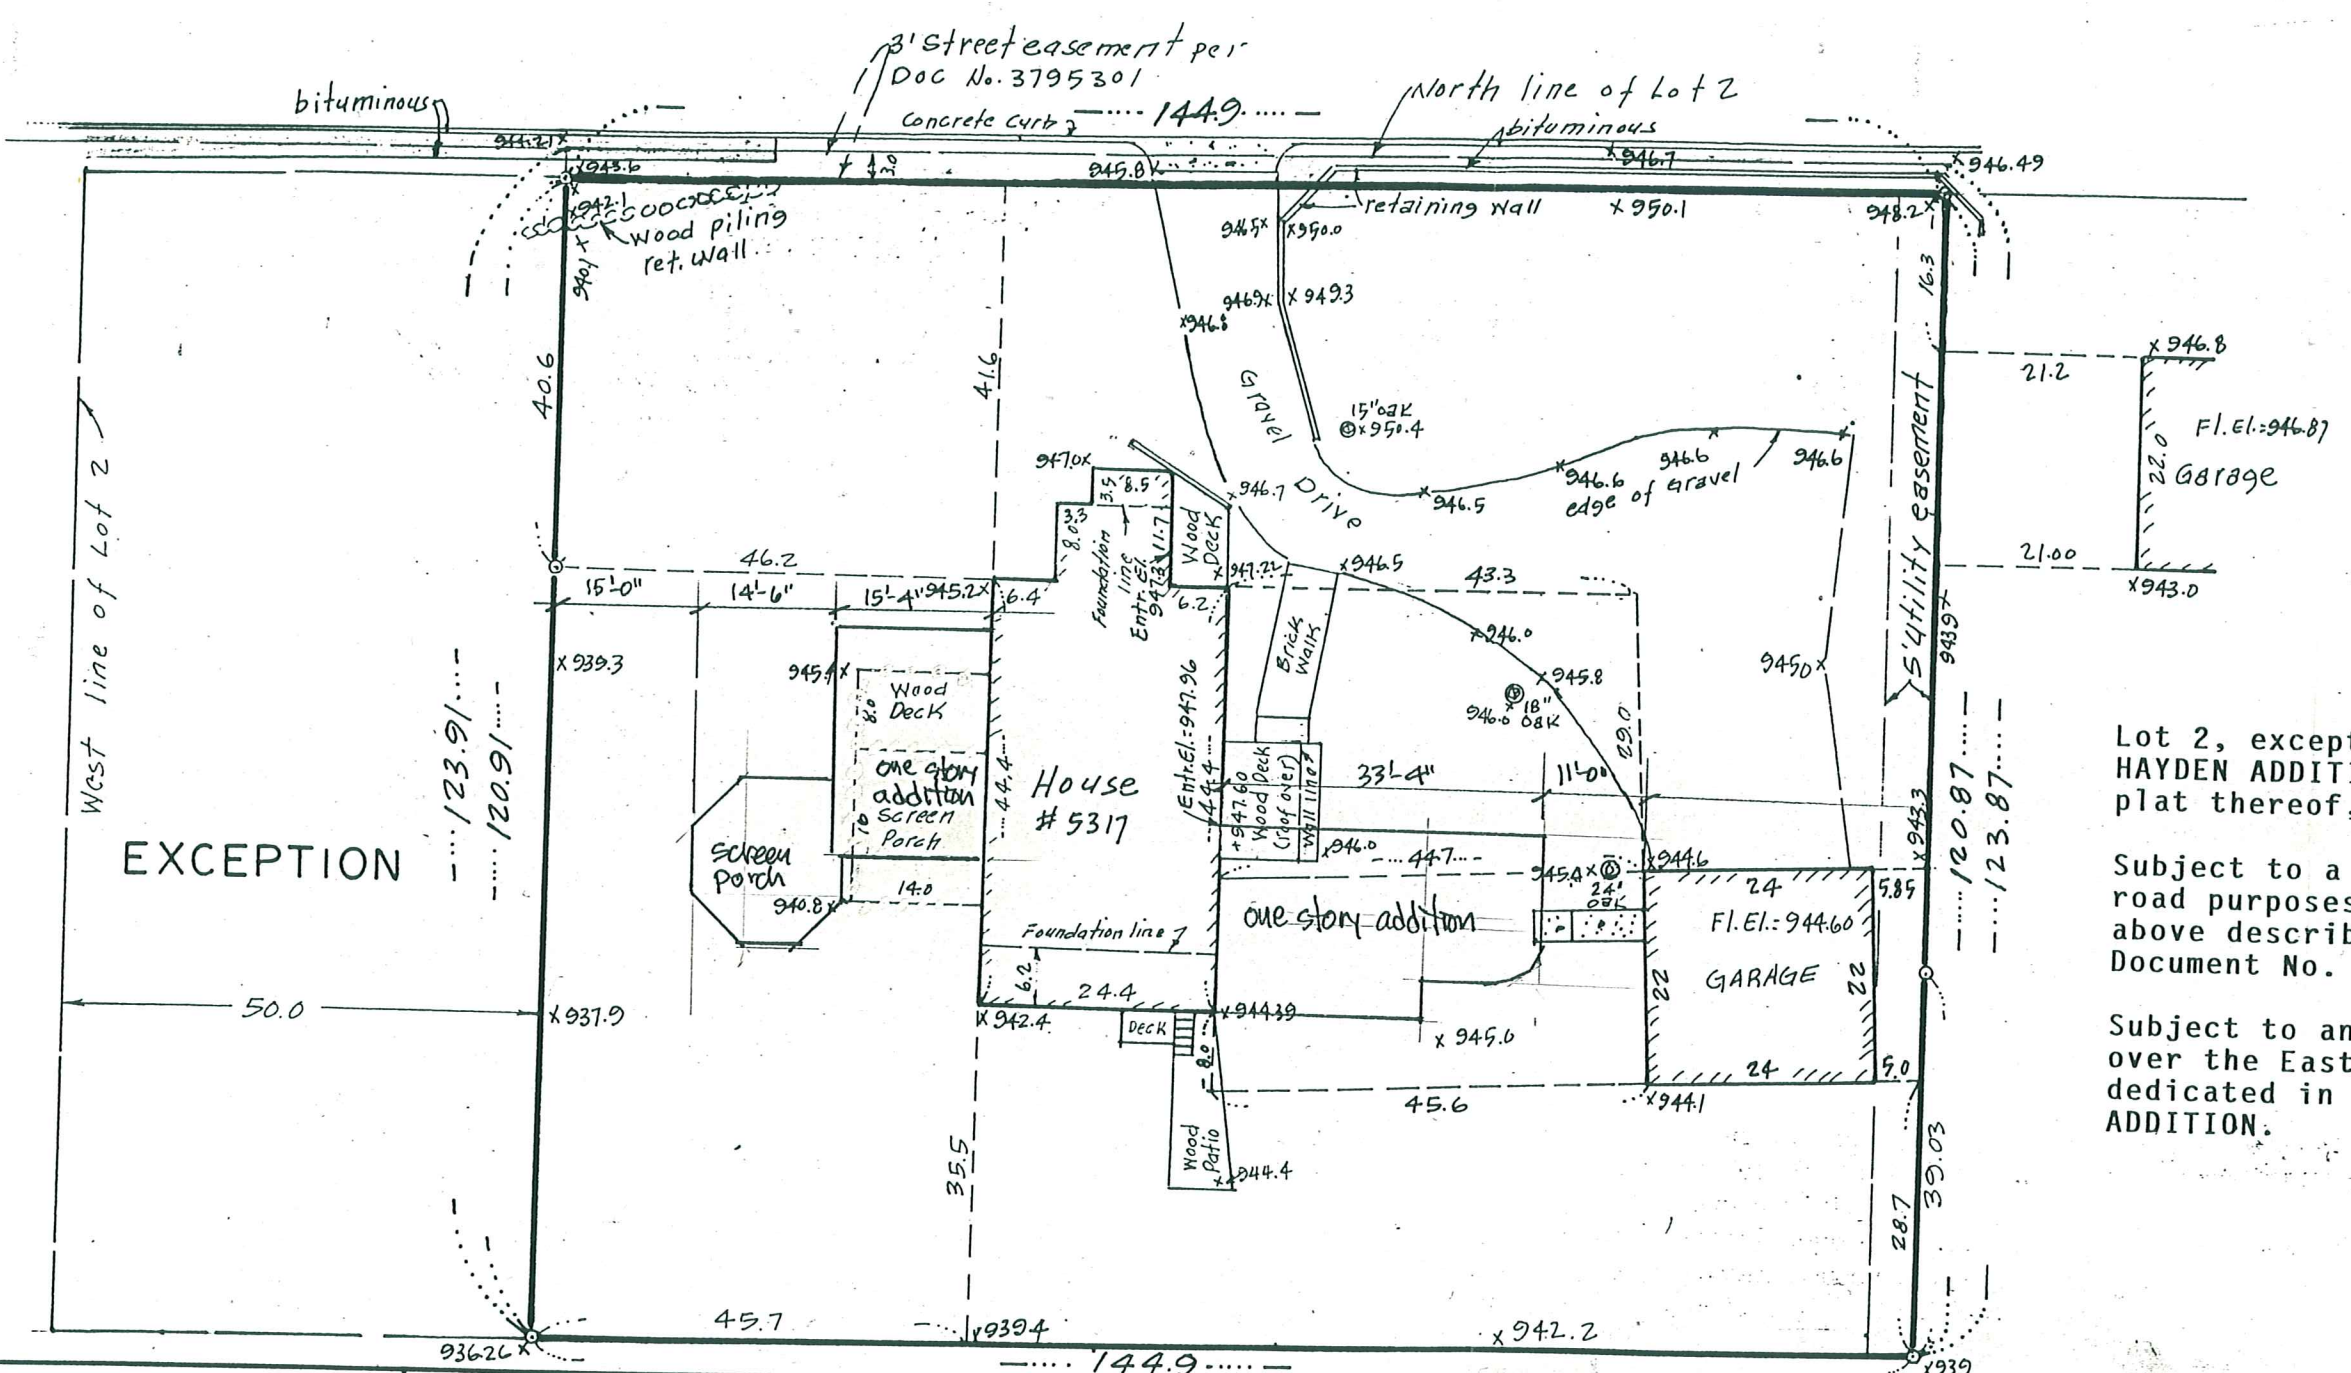 3' Street easement per
Doc No. 3795301
bituminous
North line of Lot 2
144.9
concrete curb
bituminous
944.21
943.6
3.0
945.8
946.7
946.49
942.1
Wood piling
ret. wall
940.1
retaining wall
950.1
948.2
946.5
950.0
16.3
946.9
949.3
946.8
946.8
21.2
40.6
41.6
Gravel
Drive
15" oak
950.4
Fl. El.: 946.87
22.0
Garage
946.6
946.6
946.6
edge of Gravel
947.0
3.5
8.5'
946.7
946.5
West line of Lot 2
3.3
8.0
Foundation
line
Entr. El.
947.3
11.7
Wood
Deck
5' Utility easement
46.2
947.22
946.5
43.3
21.00
943.0
15'-0"
14'-6"
15'-4"
945.2
6.4
6.2
Brick
Walk
946.0
943.9
939.3
945.4
Wood
Deck
8.0
Entr. El.=947.96
945.8
18"
oak
946.0
945.0
29.0
123.91
120.91
one story
addition
Screen
Porch
10
44.4
House
# 5317
44.4
947.60
Wood Deck
(roof over)
Wall line
33'-4"
11'-0"
Lot 2, except
HAYDEN ADDITI
plat thereof,
943.3
120.87
123.87
EXCEPTION
screen
porch
940.8
14.0
946.0
44.7
945.4
24"
oak
944.6
24
5.85
Subject to a
road purposes
above describ
Document No.
Foundation line
one story addition
Fl. El.: 944.60
GARAGE
22
22
6.2
24.4
50.0
937.9
942.4
Deck
944.39
945.0
Subject to an
over the East
dedicated in
ADDITION.
8.0
24
5.0
45.6
944.1
35.5
Wood
Patio
944.4
39.03
28.7
45.7
939.4
942.2
936.26
144.9
939